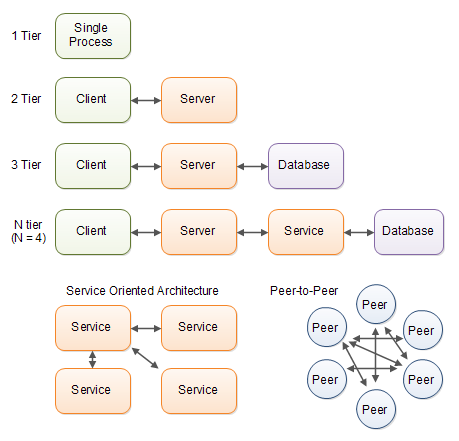 1 Tier
Single
Process
2 Tier
Client
Server
3 Tier
Client
Server
Database
N tier
(N = 4)
Client
Server
Service
Database
Service Oriented Architecture
Service
Service
Service
Service
Peer-to-Peer
Peer
Peer
Peer
Peer
Peer
Peer